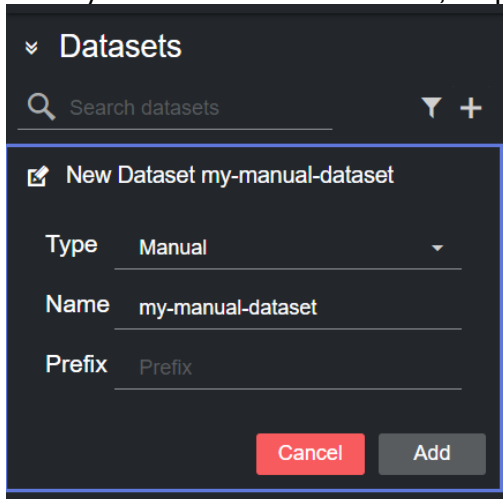 Datasets
Search datasets
New Dataset my-manual-dataset
Type Manual
Name my-manual-dataset
Prefix Prefix
Cancel Add